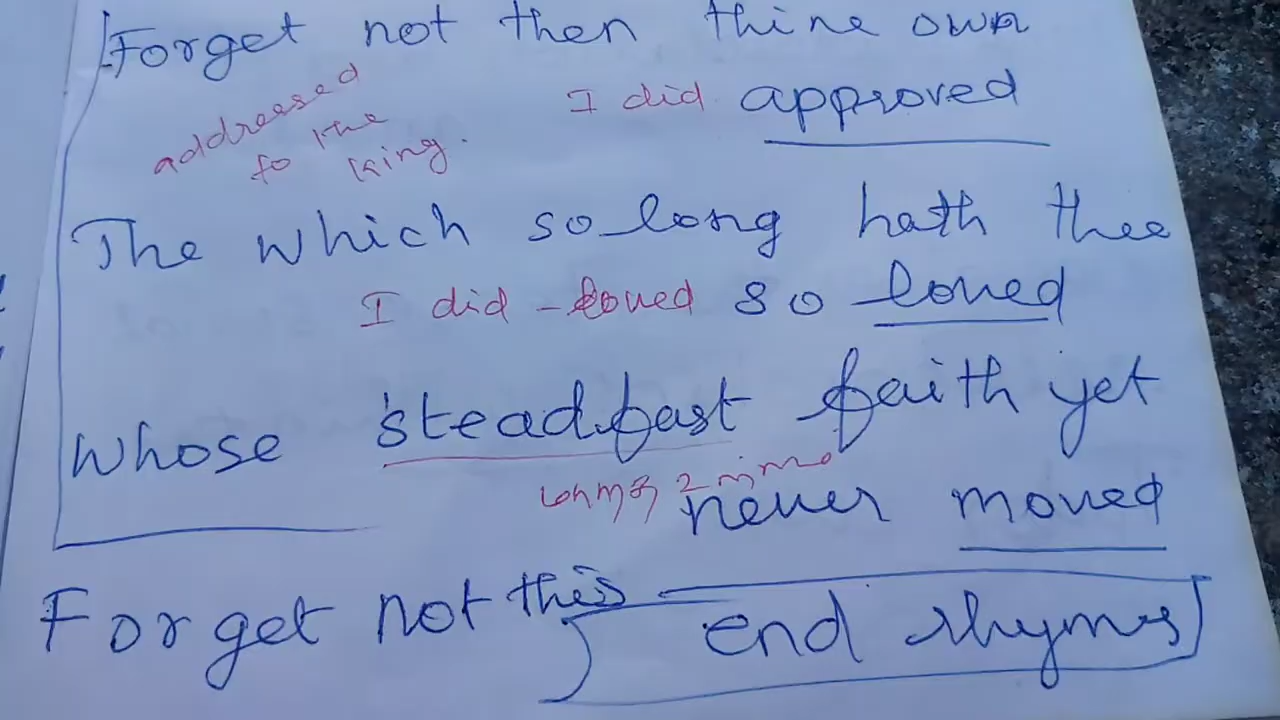 Forget not then thine own
addressed I did approved
to the
king.
The which so long hath thee
I did loved so loved
Whose steadfast faith yet
never moved
Forget not this
end rhymes